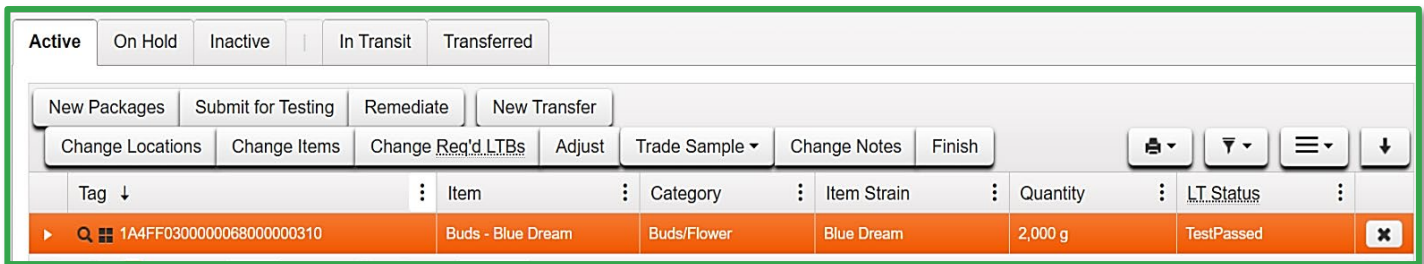 Active On Hold Inactive In Transit Transferred
New Packages Submit for Testing Remediate New Transfer
Change Locations Change Items Change Req'd LTBs Adjust Trade Sample Change Notes Finish
Tag ↓ Item Category Item Strain Quantity LT Status
1A4FF0300000068000000310 Buds - Blue Dream Buds/Flower Blue Dream 2,000 g TestPassed